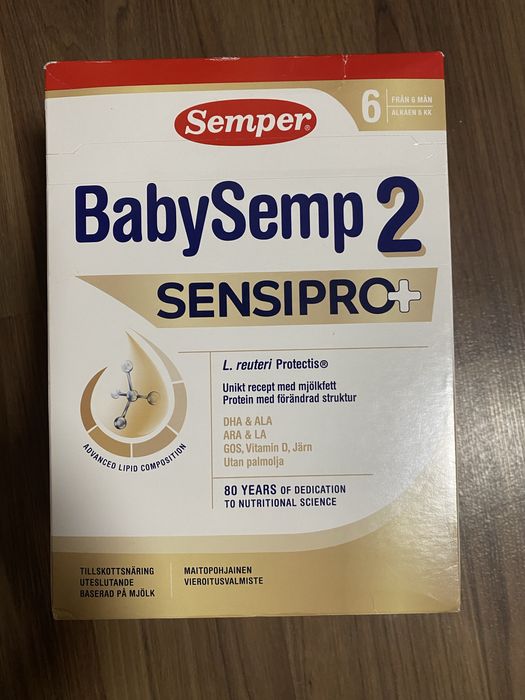 Semper®
6
FRÅN 6 MÅN
ALKAEN 6 KK
BabySemp 2
SENSIPRO+
L. reuteri Protectis®
Unikt recept med mjölkfett
Protein med förändrad struktur
DHA & ALA
ARA & LA
GOS, Vitamin D, Järn
Utan palmolja
ADVANCED LIPID COMPOSITION
80 YEARS OF DEDICATION
TO NUTRITIONAL SCIENCE
TILLSKOTTSNÄRING
UTESLUTANDE
BASERAD PÅ MJÖLK
MAITOPOHJAINEN
VIEROITUSVALMISTE